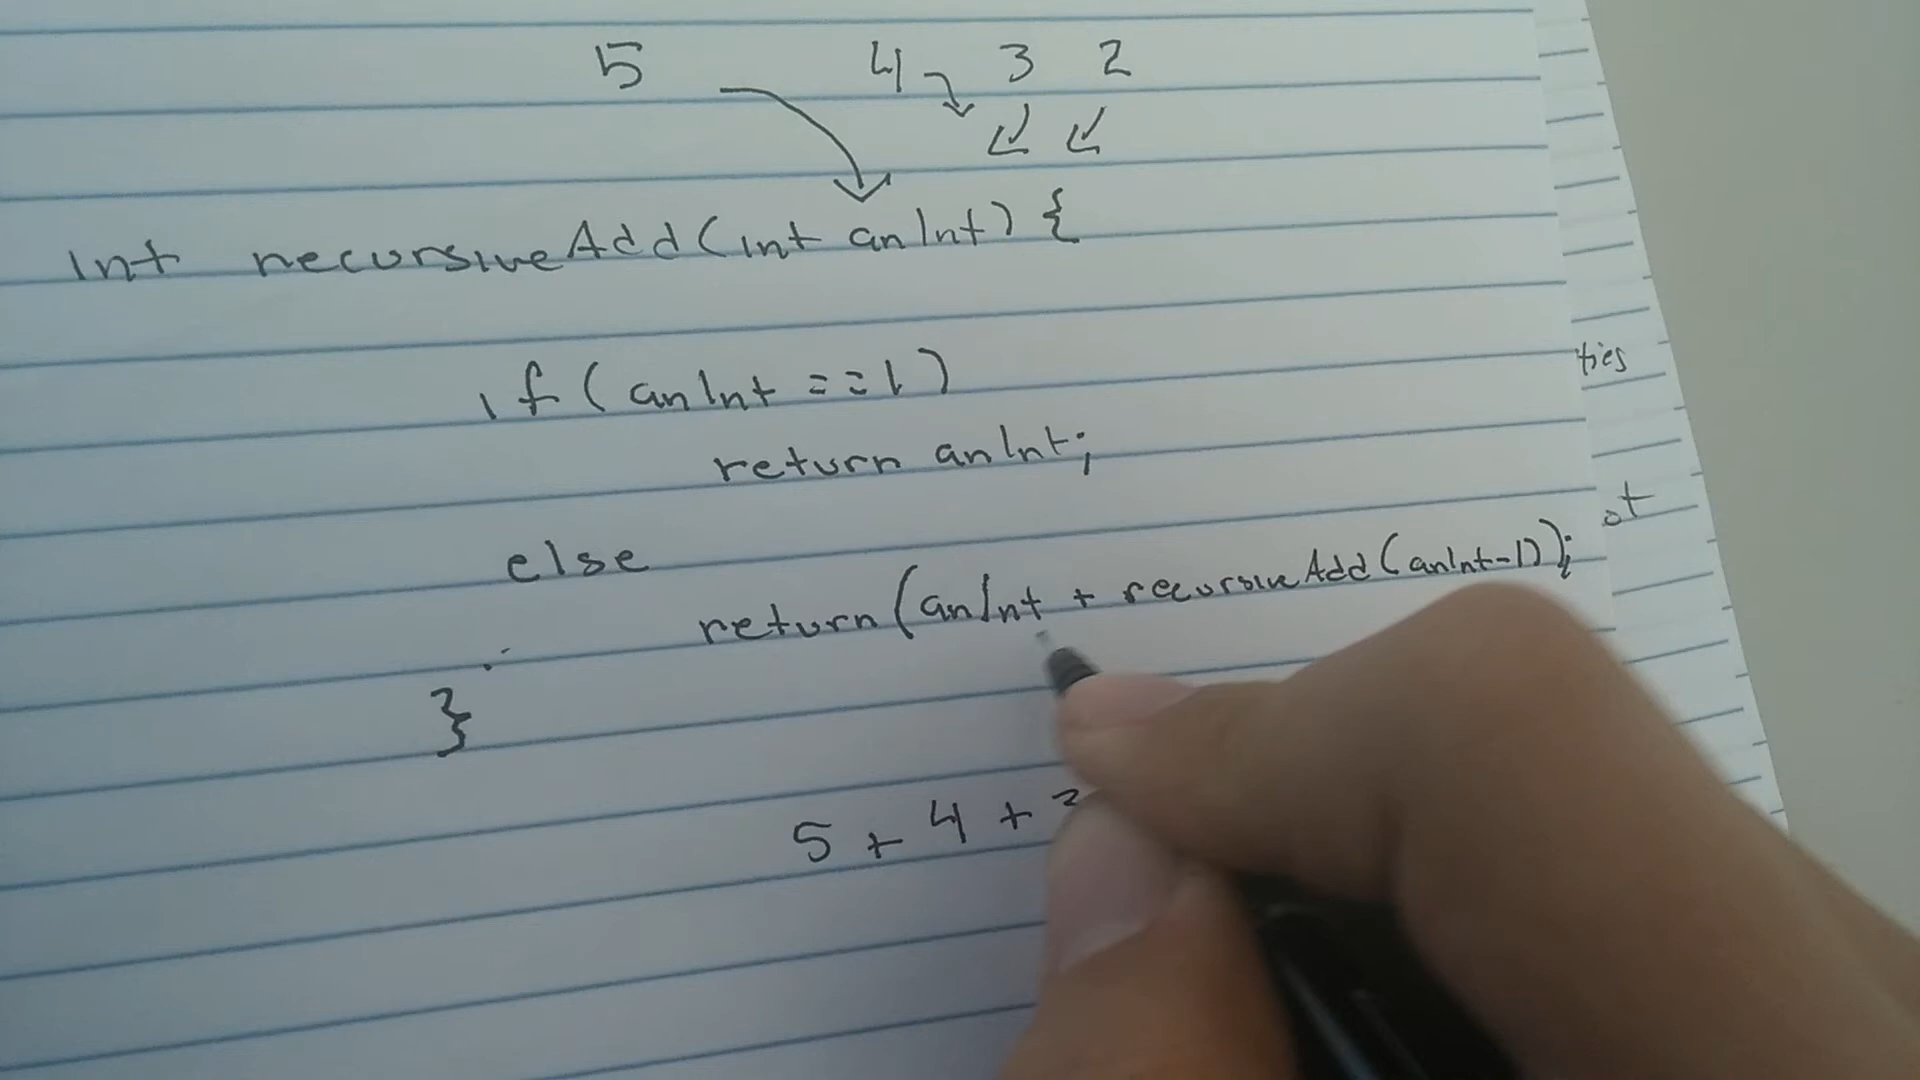 5 4 3 2
int recursiveAdd(int anInt) {
if (anInt ==1)
return anInt;
else
return (anInt + recursiveAdd(anInt-1);
}
5 + 4 + 3
ties
ot